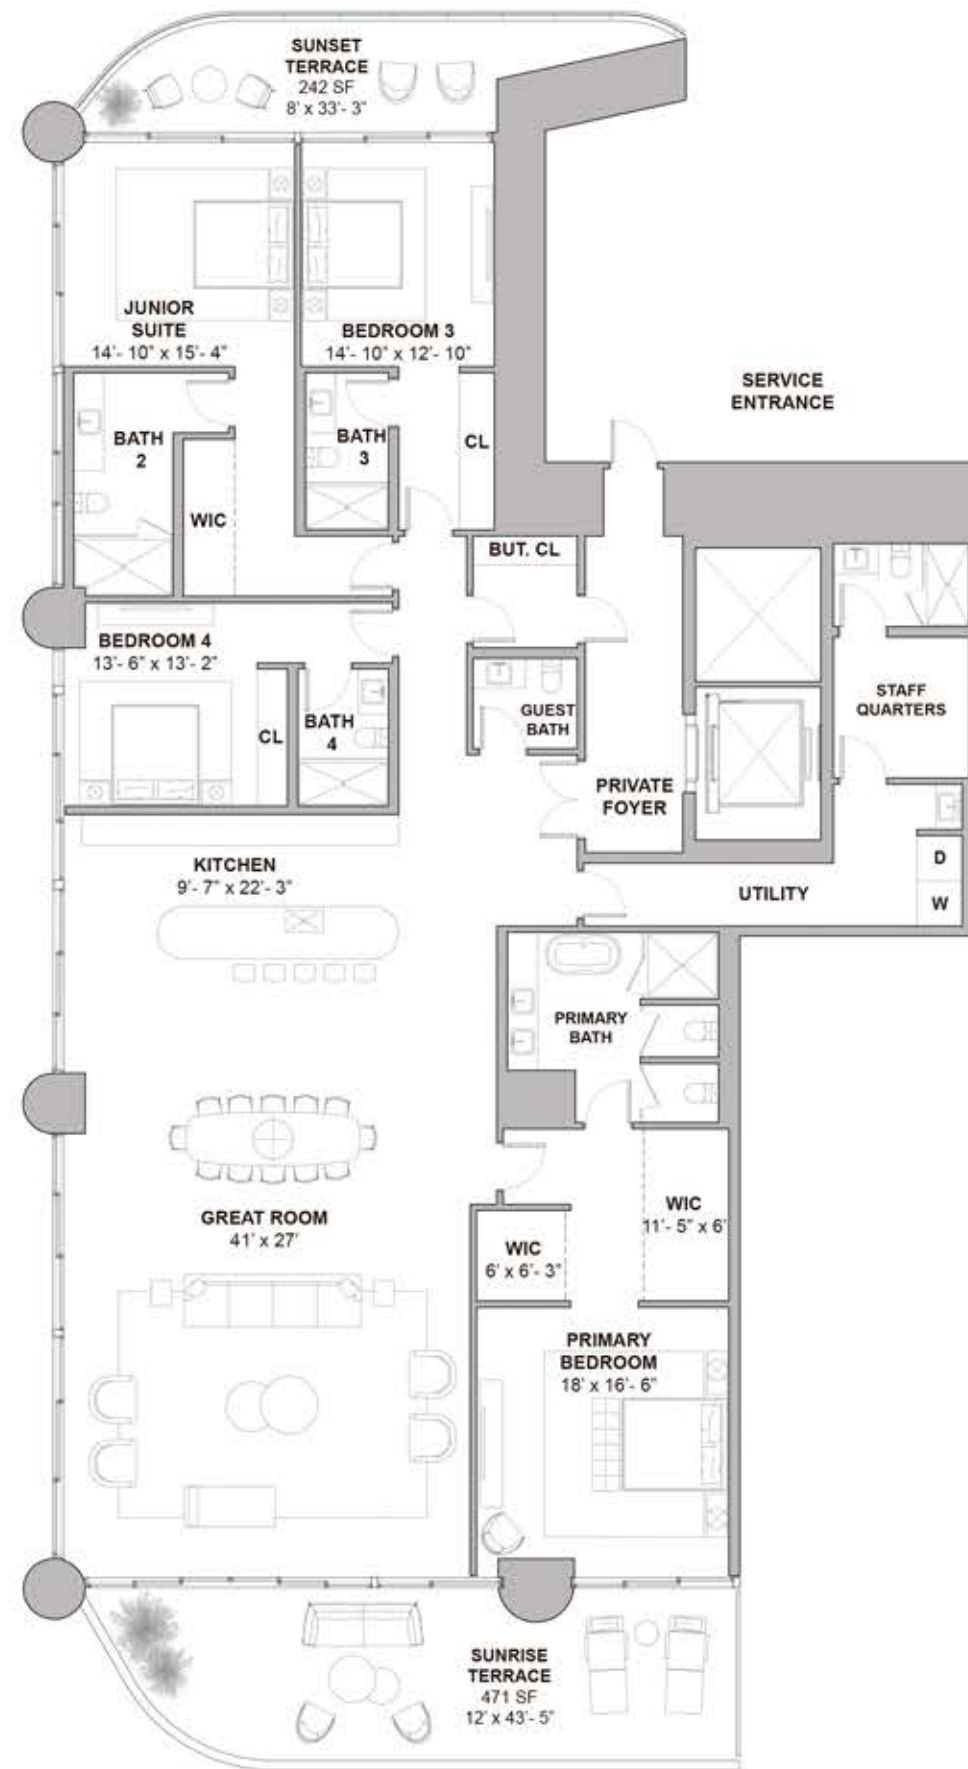 SUNSET
TERRACE
242 SF
8' x 33'- 3"
JUNIOR
SUITE
14'- 10" x 15'- 4"
BEDROOM 3
14'- 10" x 12'- 10"
SERVICE
ENTRANCE
BATH
2
BATH
3
CL
WIC
BUT. CL
BEDROOM 4
13'- 6" x 13'- 2"
CL
BATH
4
GUEST
BATH
STAFF
QUARTERS
PRIVATE
FOYER
KITCHEN
9'- 7" x 22'- 3"
UTILITY
D
W
PRIMARY
BATH
GREAT ROOM
41' x 27'
WIC
11'- 5" x 6'
WIC
6' x 6'- 3"
PRIMARY
BEDROOM
18' x 16'- 6"
SUNRISE
TERRACE
471 SF
12' x 43'- 5"